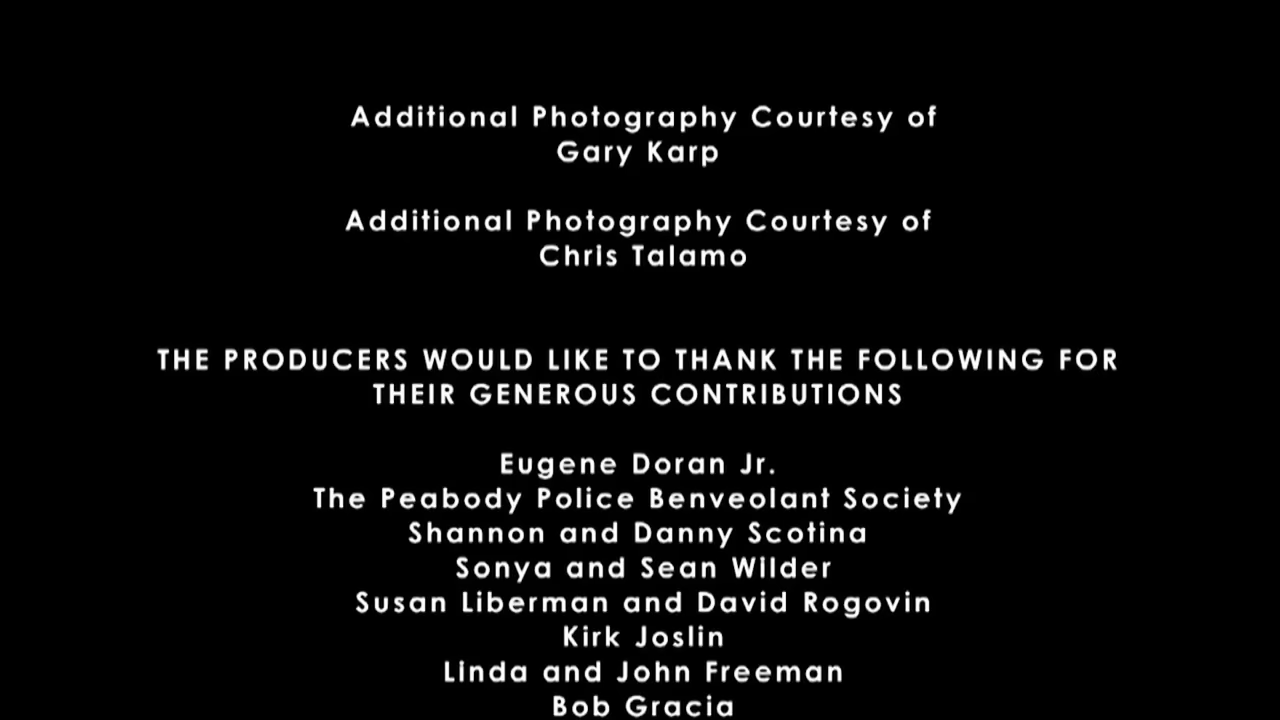 Additional Photography Courtesy of
Gary Karp
Additional Photography Courtesy of
Chris Talamo
THE PRODUCERS WOULD LIKE TO THANK THE FOLLOWING FOR
THEIR GENEROUS CONTRIBUTIONS
Eugene Doran Jr.
The Peabody Police Benveolant Society
Shannon and Danny Scotina
Sonya and Sean Wilder
Susan Liberman and David Rogovin
Kirk Joslin
Linda and John Freeman
Bob Gracia